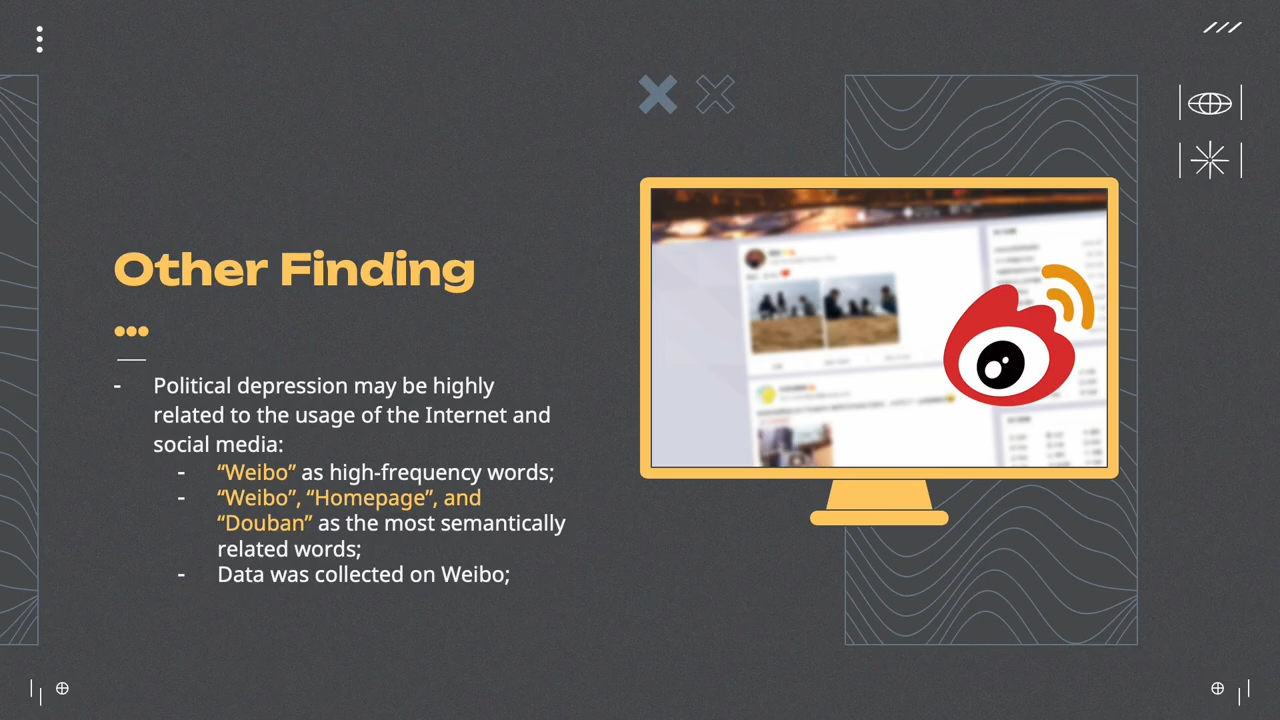 Other Finding
- Political depression may be highly
related to the usage of the Internet and
social media:
- “Weibo” as high-frequency words;
- “Weibo”, “Homepage”, and
“Douban” as the most semantically
related words;
- Data was collected on Weibo;